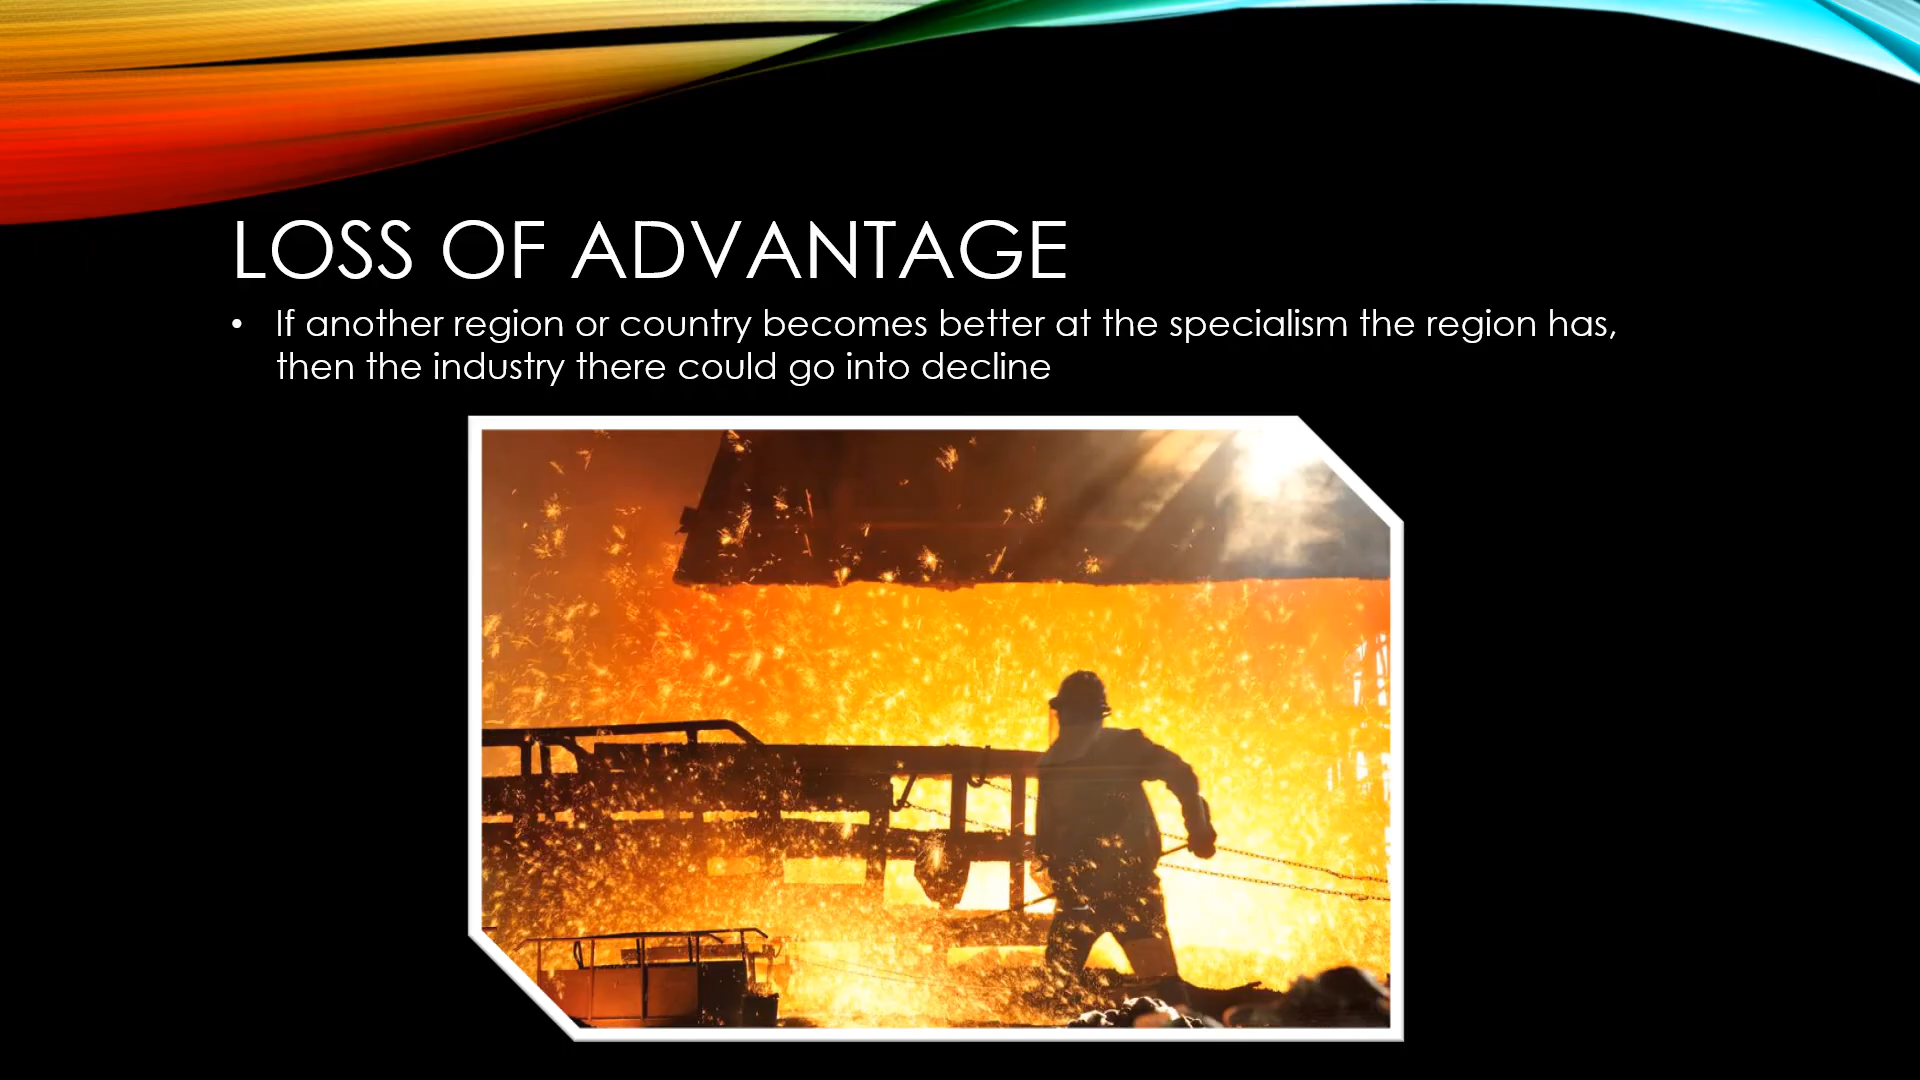 LOSS OF ADVANTAGE
• If another region or country becomes better at the specialism the region has,
then the industry there could go into decline